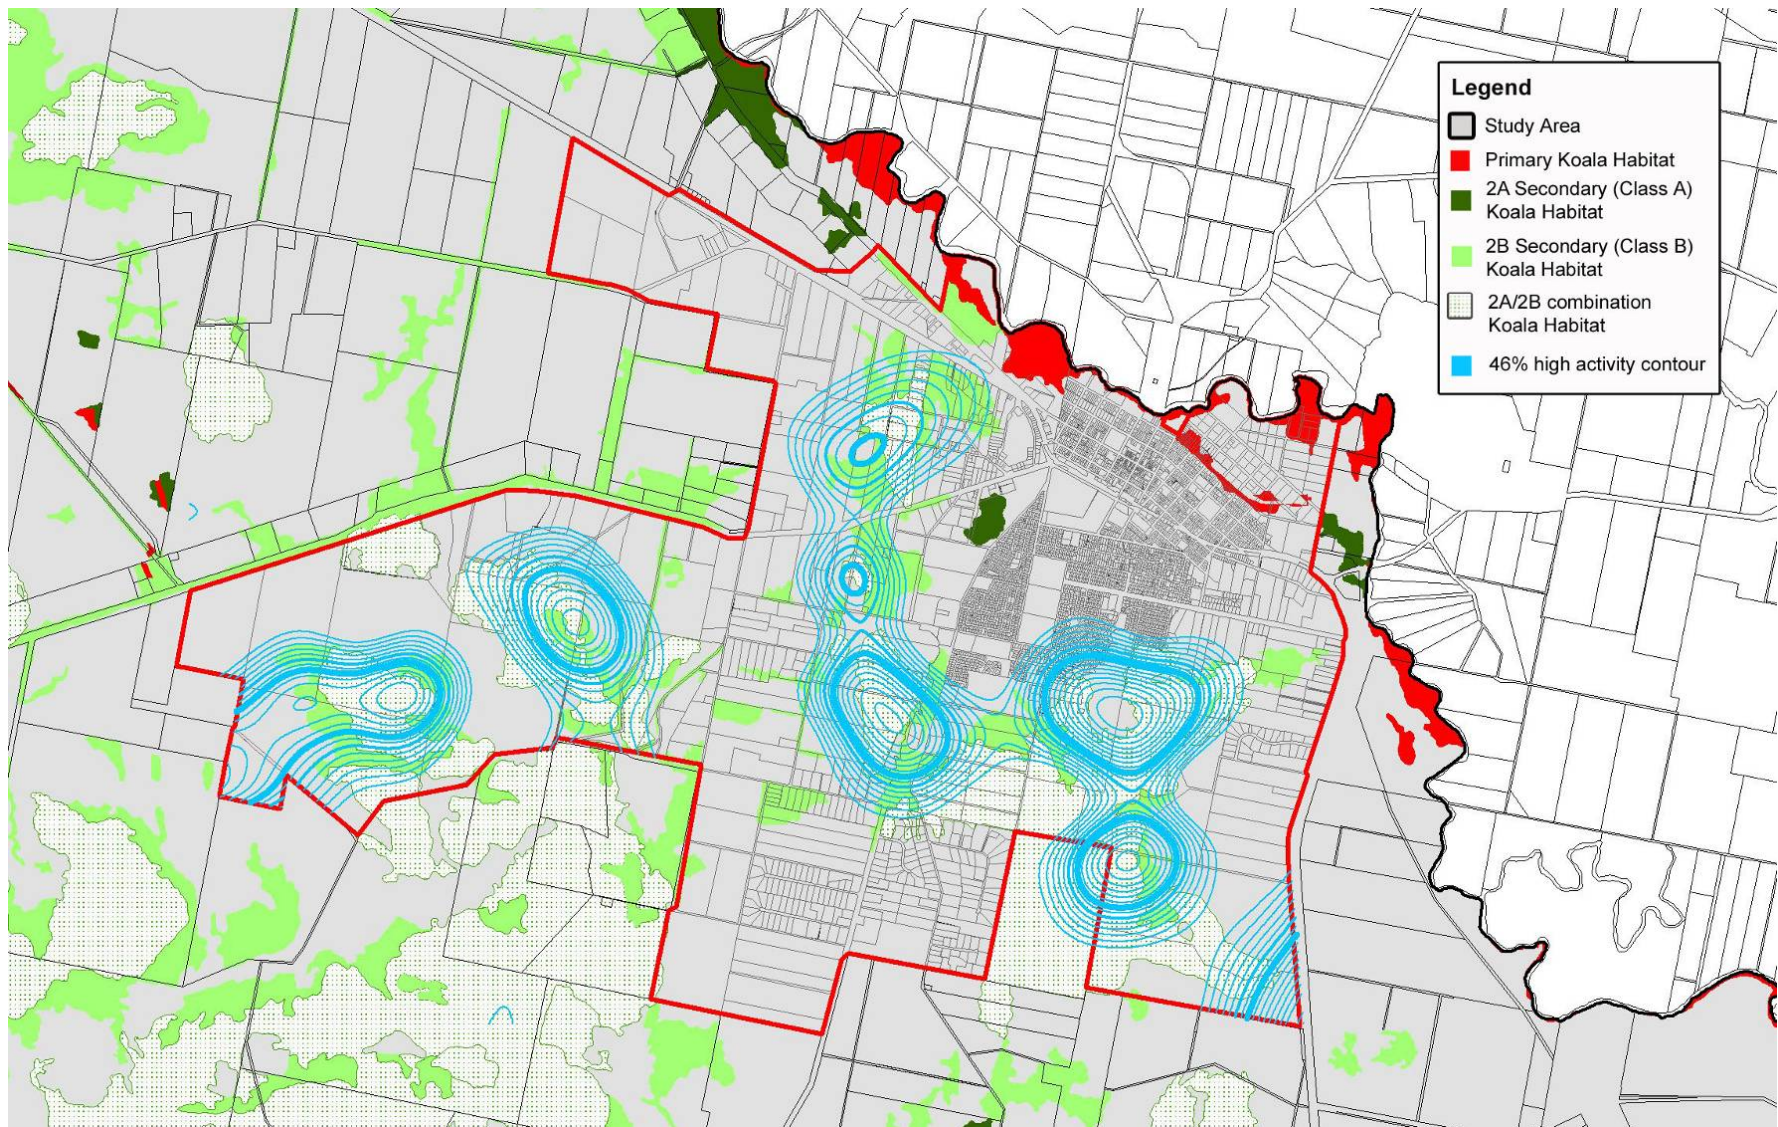 Legend
Study Area
Primary Koala Habitat
2A Secondary (Class A)
Koala Habitat
2B Secondary (Class B)
Koala Habitat
2A/2B combination
Koala Habitat
46% high activity contour